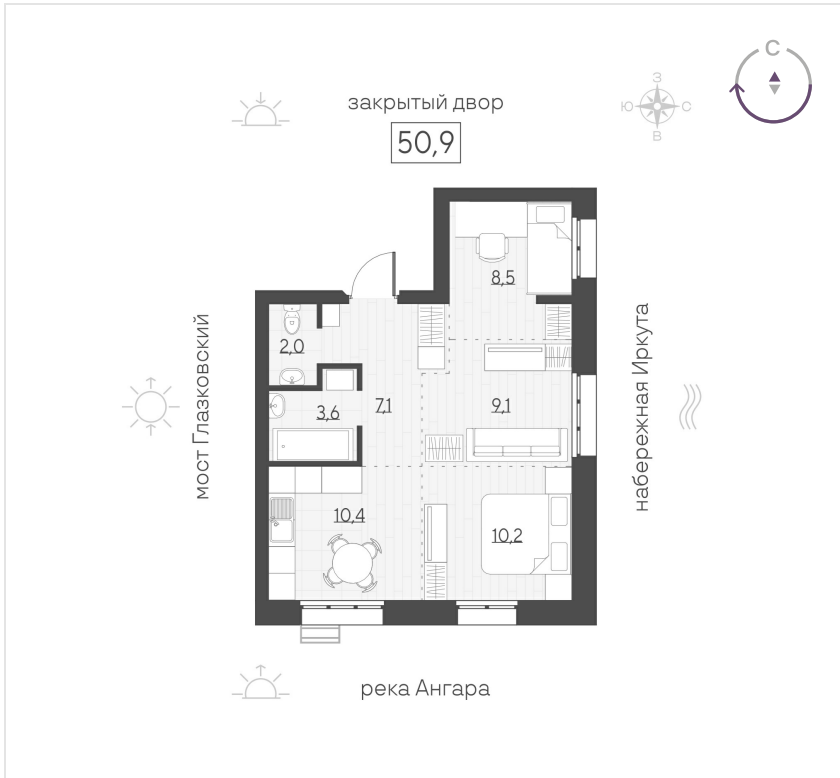 С
закрытый двор
З
Ю
С
В
50,9
8,5
2,0
3,6
7,1
9,1
мост Глазковский
набережная Иркута
10,4
10,2
река Ангара